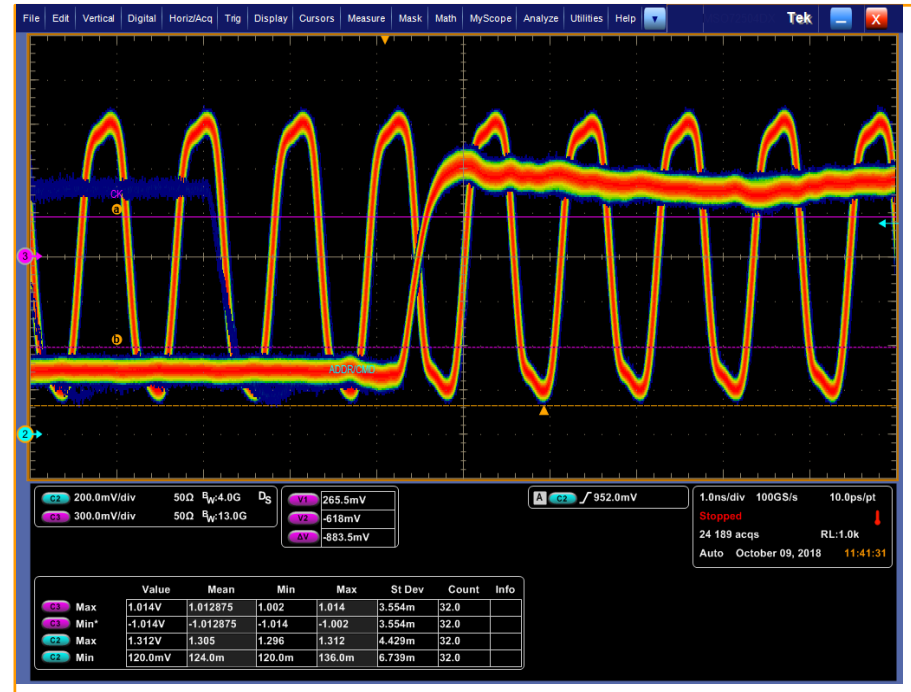 File Edit Vertical Digital Horiz/Acq Trig Display Cursors Measure Mask Math MyScope Analyze Utilities Help Tek X
CK
a
3
b
ADDR/CMD
2
C2 200.0mV/div 50Ω BW:4.0G DS
C3 300.0mV/div 50Ω BW:13.0G
V1 265.5mV
V2 -618mV
ΔV -883.5mV
A C2 952.0mV
1.0ns/div 100GS/s 10.0ps/pt
Stopped
24 189 acqs RL:1.0k
Auto October 09, 2018 11:41:31
Value Mean Min Max St Dev Count Info
C3 Max 1.014V 1.012875 1.002 1.014 3.554m 32.0
C3 Min* -1.014V -1.012875 -1.014 -1.002 3.554m 32.0
C2 Max 1.312V 1.305 1.296 1.312 4.429m 32.0
C2 Min 120.0mV 124.0m 120.0m 136.0m 6.739m 32.0